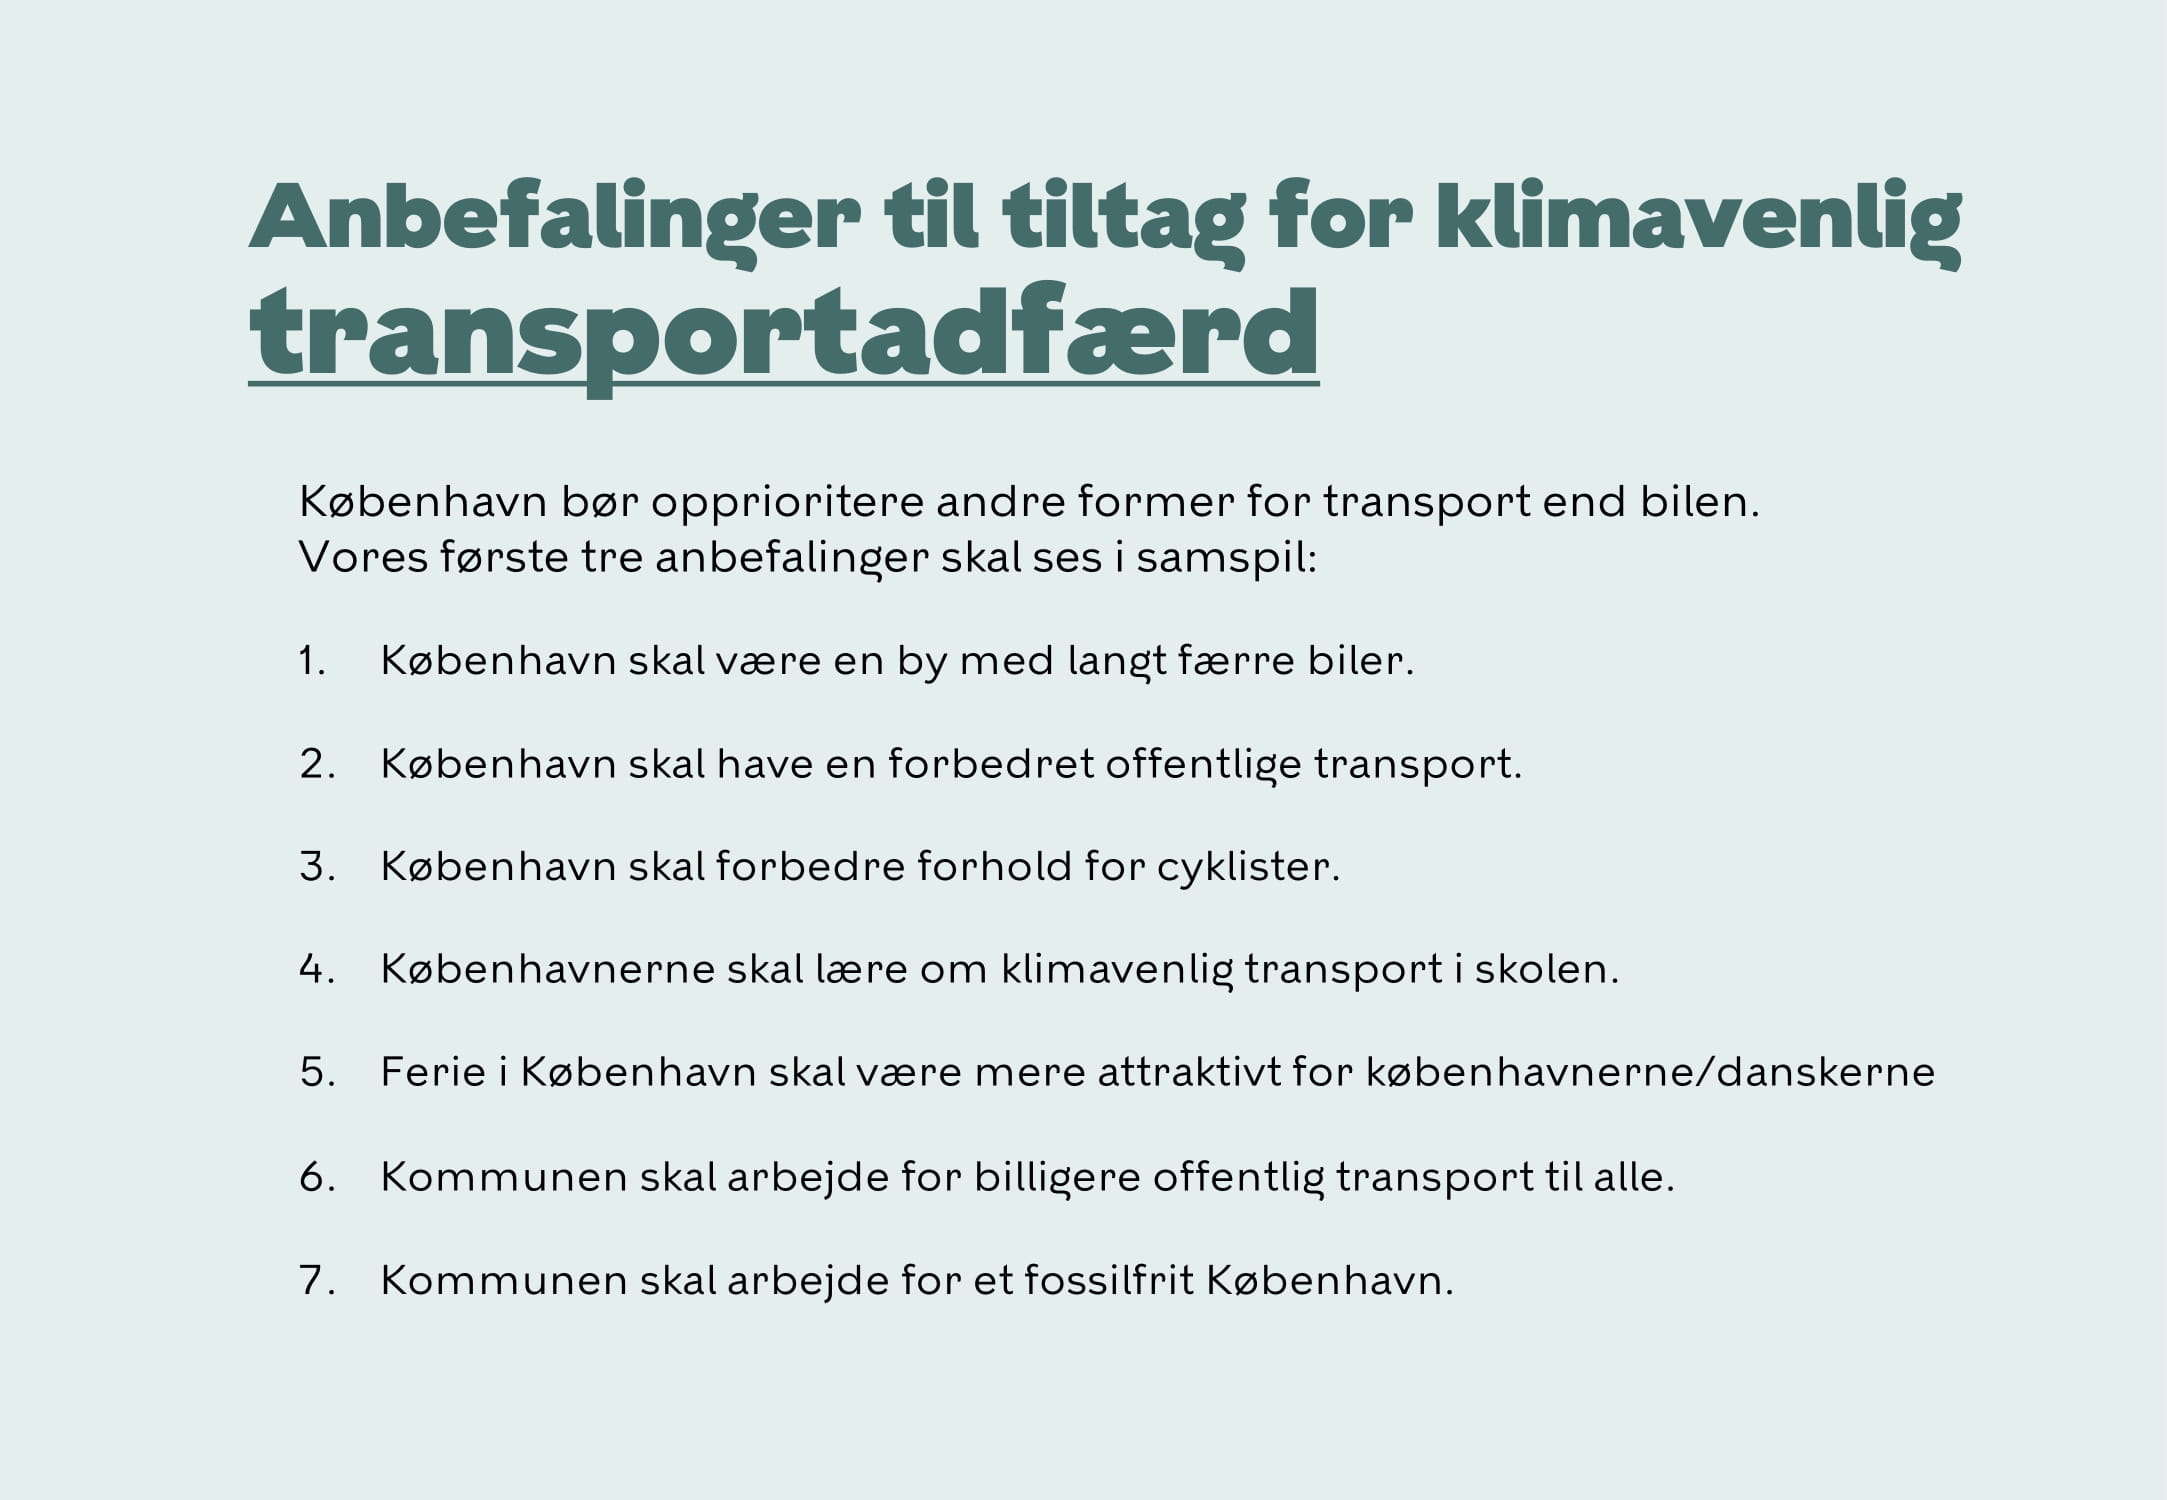 Anbefalinger til tiltag for klimavenlig
transportadfærd
København bør opprioritere andre former for transport end bilen.
Vores første tre anbefalinger skal ses i samspil:
1. København skal være en by med langt færre biler.
2. København skal have en forbedret offentlige transport.
3. København skal forbedre forhold for cyklister.
4. Københavnerne skal lære om klimavenlig transport i skolen.
5. Ferie i København skal være mere attraktivt for københavnerne/danskerne
6. Kommunen skal arbejde for billigere offentlig transport til alle.
7. Kommunen skal arbejde for et fossilfrit København.